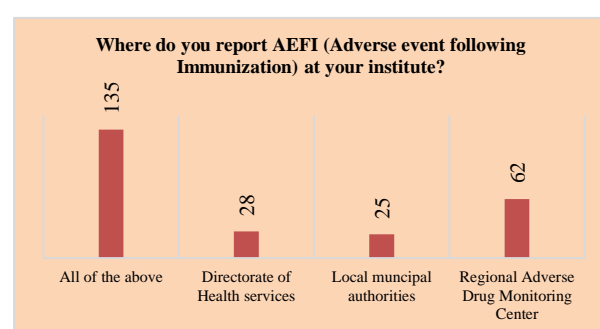 Where do you report AEFI (Adverse event following
Immunization) at your institute?
135
28
25
62
All of the above
Directorate of
Health services
Local muncipal
authorities
Regional Adverse
Drug Monitoring
Center